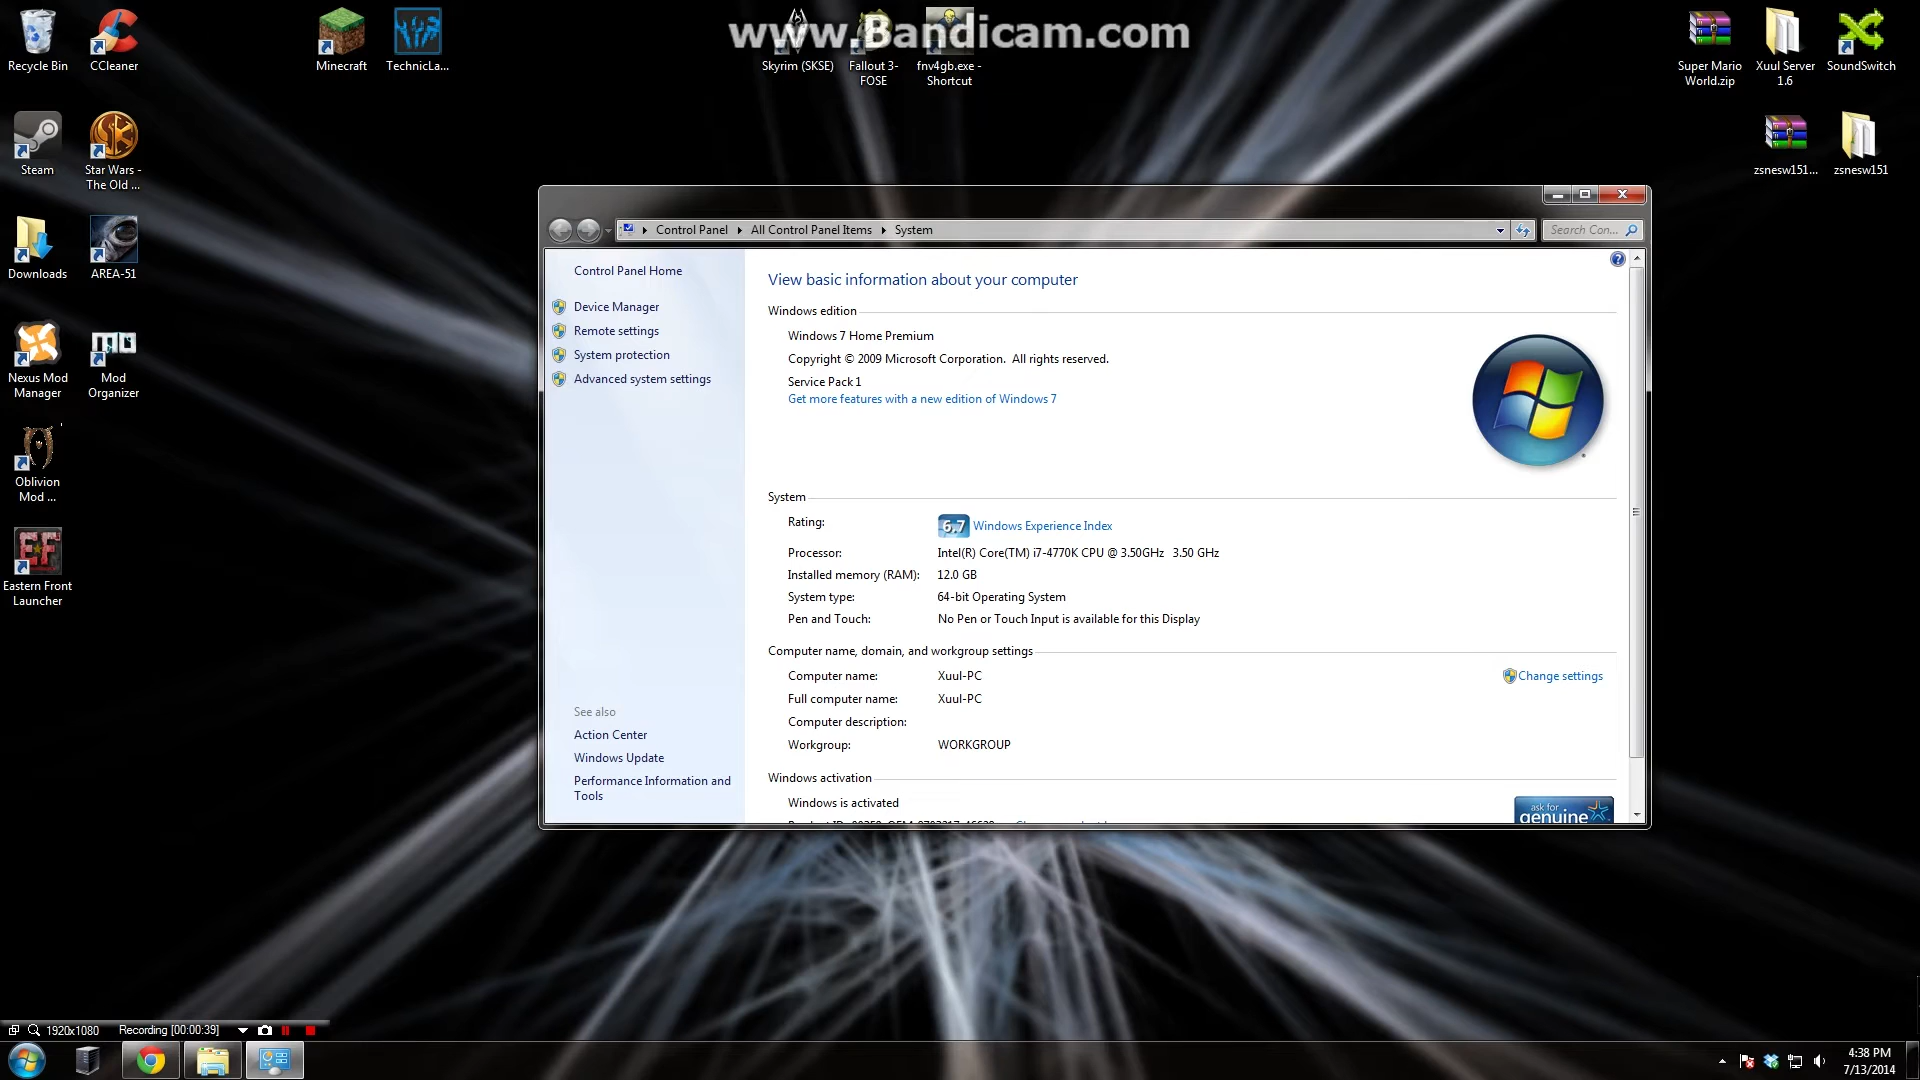 www.Bandicam.com
Recycle Bin
CCleaner
Minecraft
TechnicLa...
Skyrim (SKSE)
Fallout 3-
FOSE
fnv4gb.exe -
Shortcut
Super Mario
World.zip
Xuul Server
1.6
SoundSwitch
Steam
Star Wars -
The Old ...
zsnesw151...
zsnesw151
Downloads
AREA-51
Nexus Mod
Manager
Mod
Organizer
Oblivion
Mod ...
Eastern Front
Launcher
Control Panel
All Control Panel Items
System
Search Con...
Control Panel Home
Device Manager
Remote settings
System protection
Advanced system settings
See also
Action Center
Windows Update
Performance Information and
Tools
View basic information about your computer
Windows edition
Windows 7 Home Premium
Copyright © 2009 Microsoft Corporation. All rights reserved.
Service Pack 1
Get more features with a new edition of Windows 7
System
Rating:
6.7 Windows Experience Index
Processor: Intel(R) Core(TM) i7-4770K CPU @ 3.50GHz 3.50 GHz
Installed memory (RAM): 12.0 GB
System type: 64-bit Operating System
Pen and Touch: No Pen or Touch Input is available for this Display
Computer name, domain, and workgroup settings
Computer name: Xuul-PC
Change settings
Full computer name: Xuul-PC
Computer description:
Workgroup: WORKGROUP
Windows activation
Windows is activated
ask for
genuine
1920x1080 Recording [00:00:39]
4:38 PM
7/13/2014